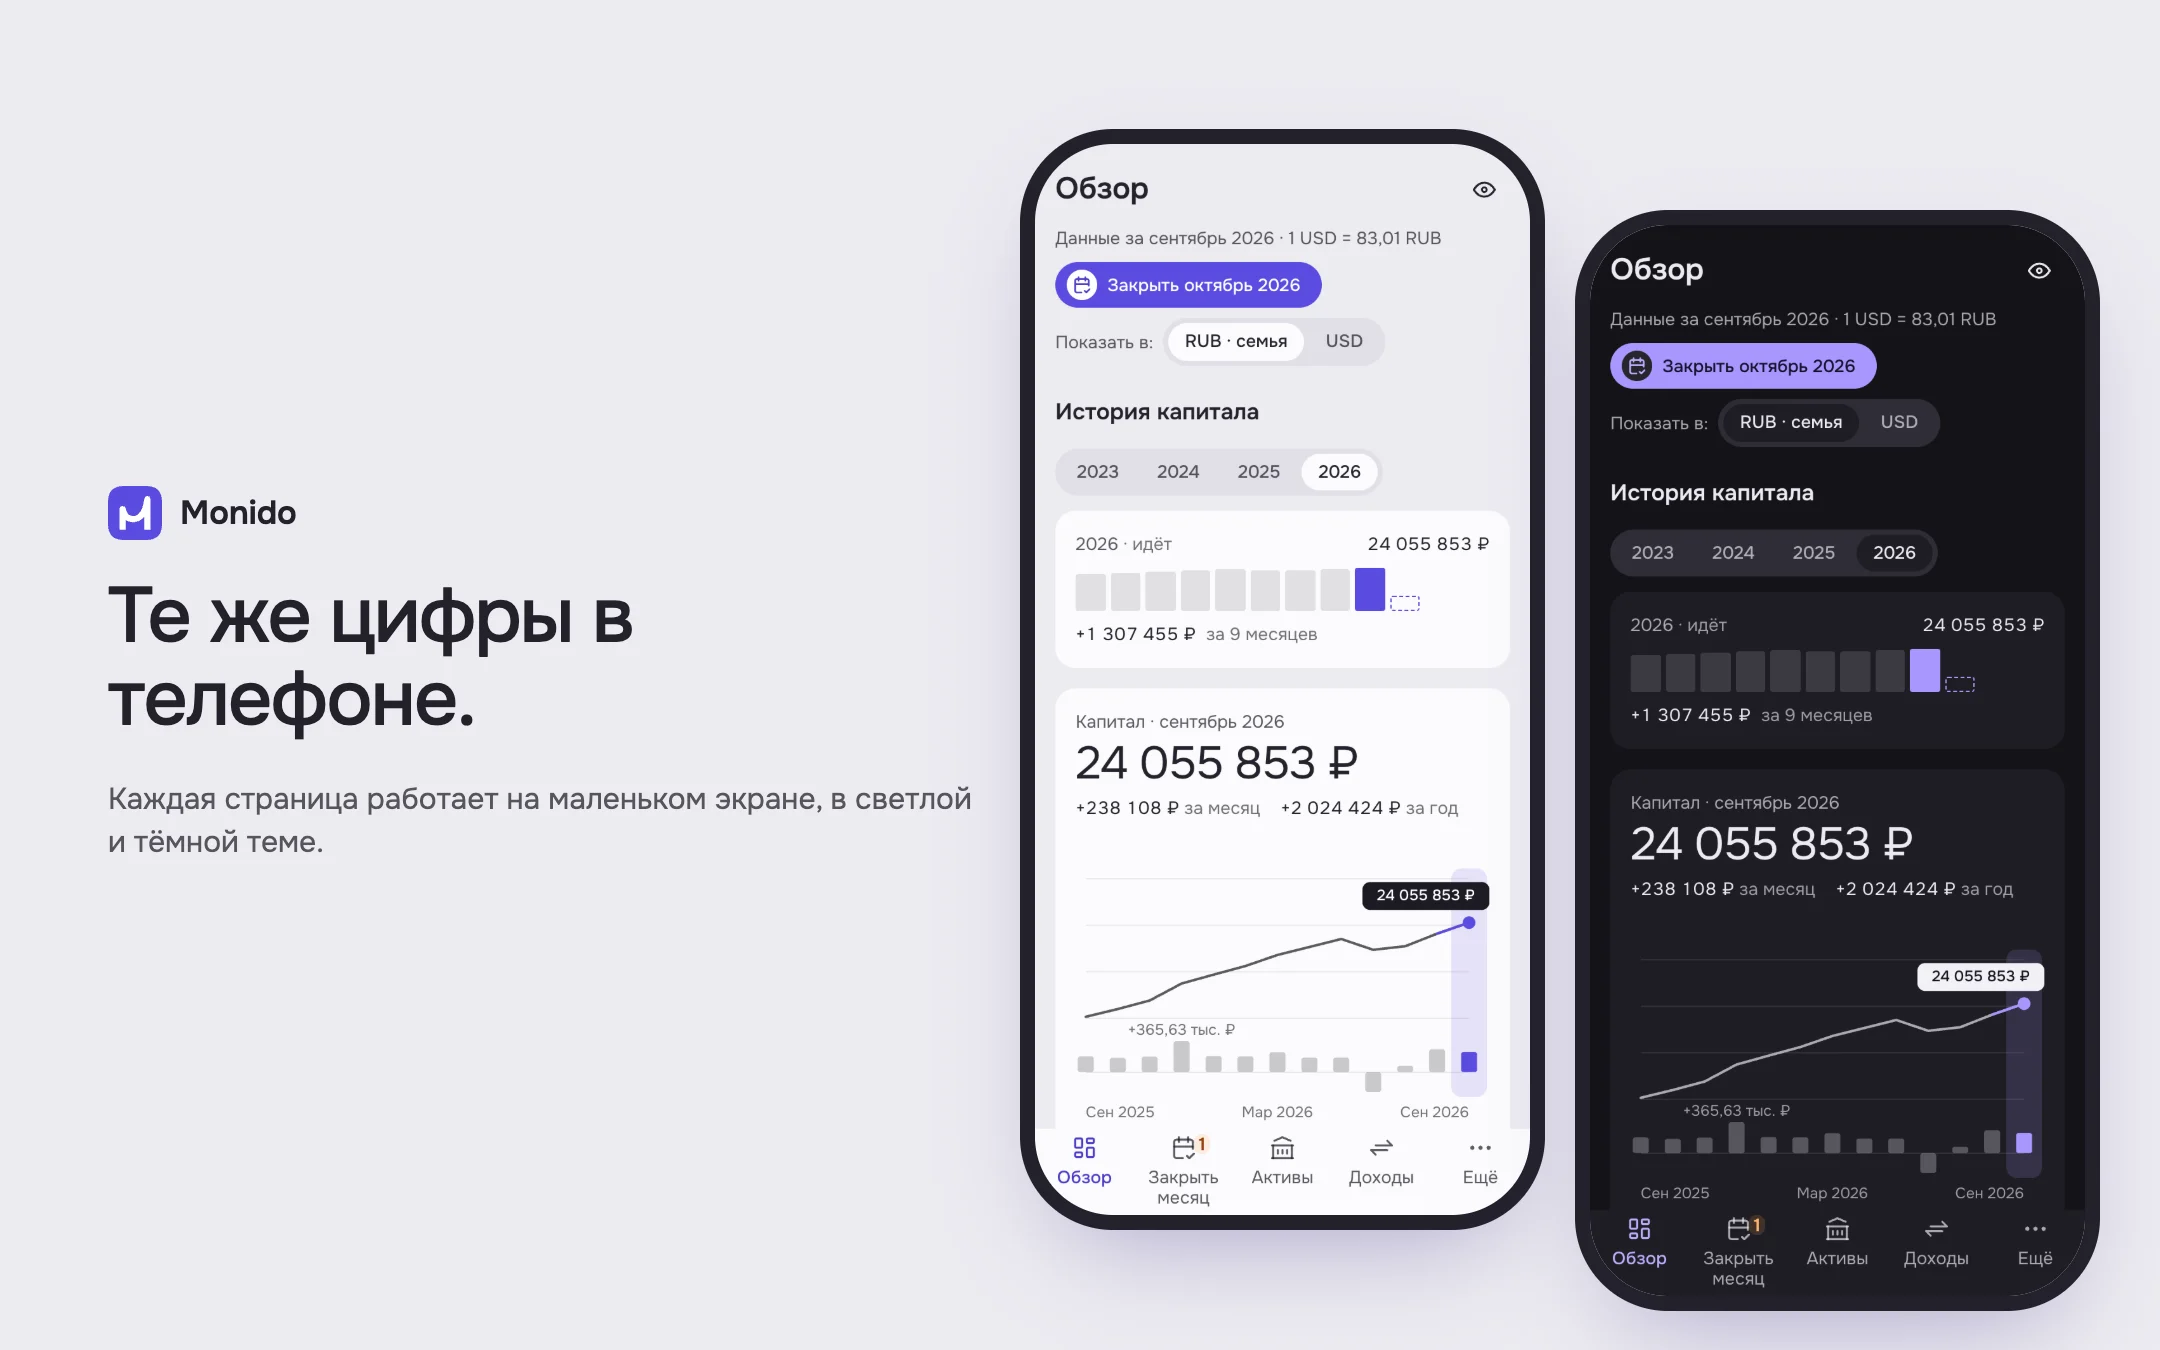 Monido
Те же цифры в
телефоне.
Каждая страница работает на маленьком экране, в светлой
и тёмной теме.
Обзор
Данные за сентябрь 2026 · 1 USD = 83,01 RUB
Закрыть октябрь 2026
Показать в: RUB · семья USD
История капитала
2023 2024 2025 2026
2026 · идёт 24 055 853 ₽
+1 307 455 ₽ за 9 месяцев
Капитал · сентябрь 2026
24 055 853 ₽
+238 108 ₽ за месяц +2 024 424 ₽ за год
24 055 853 ₽
+365,63 тыс. ₽
Сен 2025 Мар 2026 Сен 2026
1
Обзор Закрыть месяц Активы Доходы Ещё
Обзор
Данные за сентябрь 2026 · 1 USD = 83,01 RUB
Закрыть октябрь 2026
Показать в: RUB · семья USD
История капитала
2023 2024 2025 2026
2026 · идёт 24 055 853 ₽
+1 307 455 ₽ за 9 месяцев
Капитал · сентябрь 2026
24 055 853 ₽
+238 108 ₽ за месяц +2 024 424 ₽ за год
24 055 853 ₽
+365,63 тыс. ₽
Сен 2025 Мар 2026 Сен 2026
1
Обзор Закрыть месяц Активы Доходы Ещё